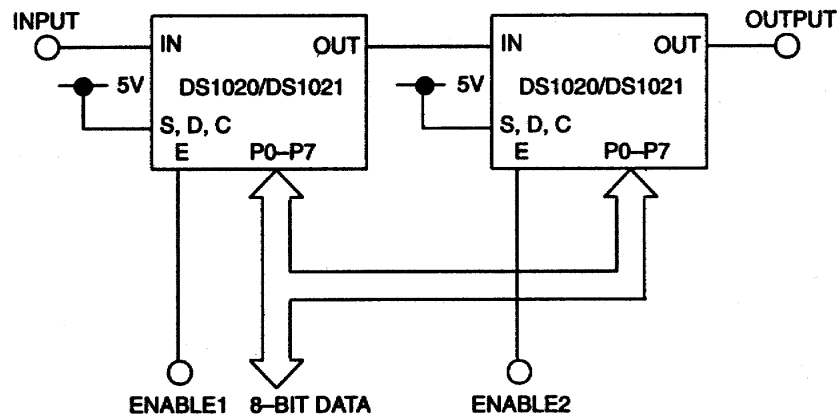 INPUT
OUTPUT
IN OUT
IN OUT
5V DS1020/DS1021
5V DS1020/DS1021
S, D, C
S, D, C
E P0–P7
E P0–P7
ENABLE1 8–BIT DATA ENABLE2